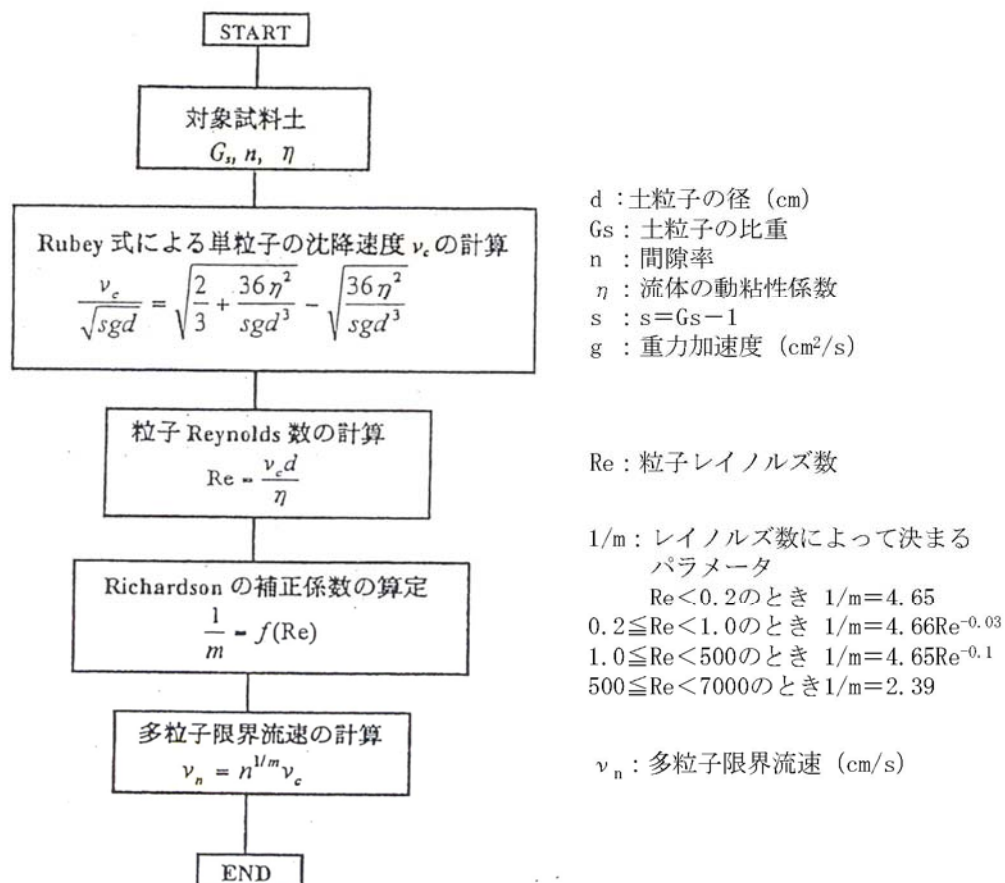 START
対象試料土
G_s, n, η
Rubey 式による単粒子の沈降速度 ν_c の計算
ν_c/√(sgd) = √(2/3 + 36η²/sgd³) − √(36η²/sgd³)
粒子 Reynolds 数の計算
Re = ν_c d/η
Richardson の補正係数の算定
1/m = f(Re)
多粒子限界流速の計算
ν_n = n^{1/m} ν_c
END
d：土粒子の径 (cm)
Gs：土粒子の比重
n：間隙率
η：流体の動粘性係数
s：s＝Gs－1
g：重力加速度 (cm²/s)
Re：粒子レイノルズ数
1/m：レイノルズ数によって決まる
パラメータ
Re＜0.2のとき 1/m＝4.65
0.2≦Re＜1.0のとき 1/m＝4.66Re^{-0.03}
1.0≦Re＜500のとき 1/m＝4.65Re^{-0.1}
500≦Re＜7000のとき1/m＝2.39
ν_n：多粒子限界流速 (cm/s)